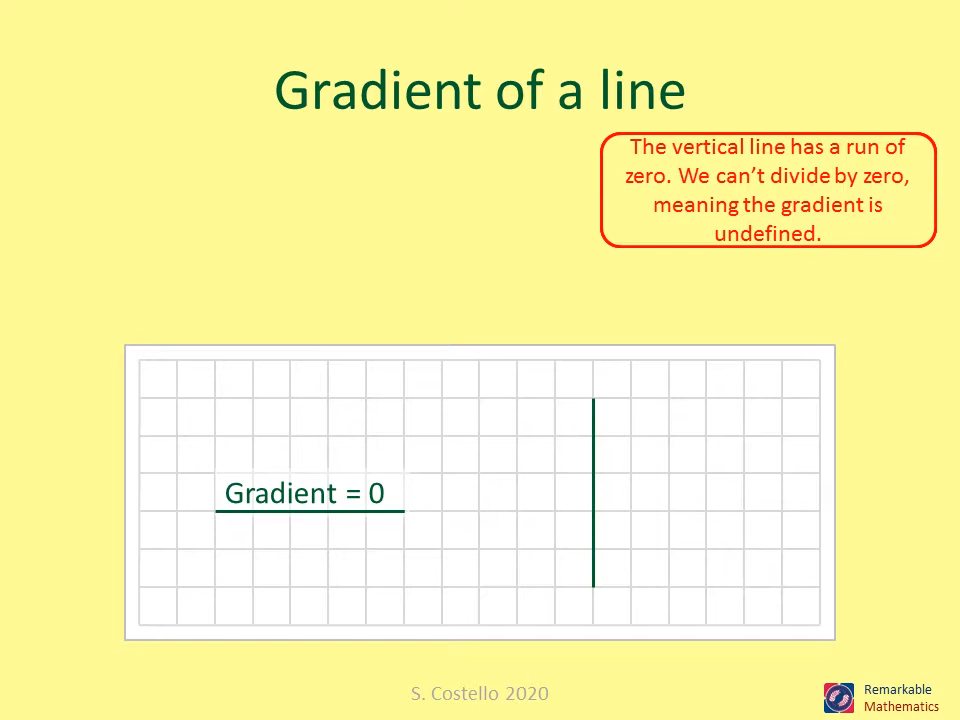 Gradient of a line
The vertical line has a run of
zero. We can’t divide by zero,
meaning the gradient is
undefined.
Gradient = 0
S. Costello 2020
Remarkable
Mathematics